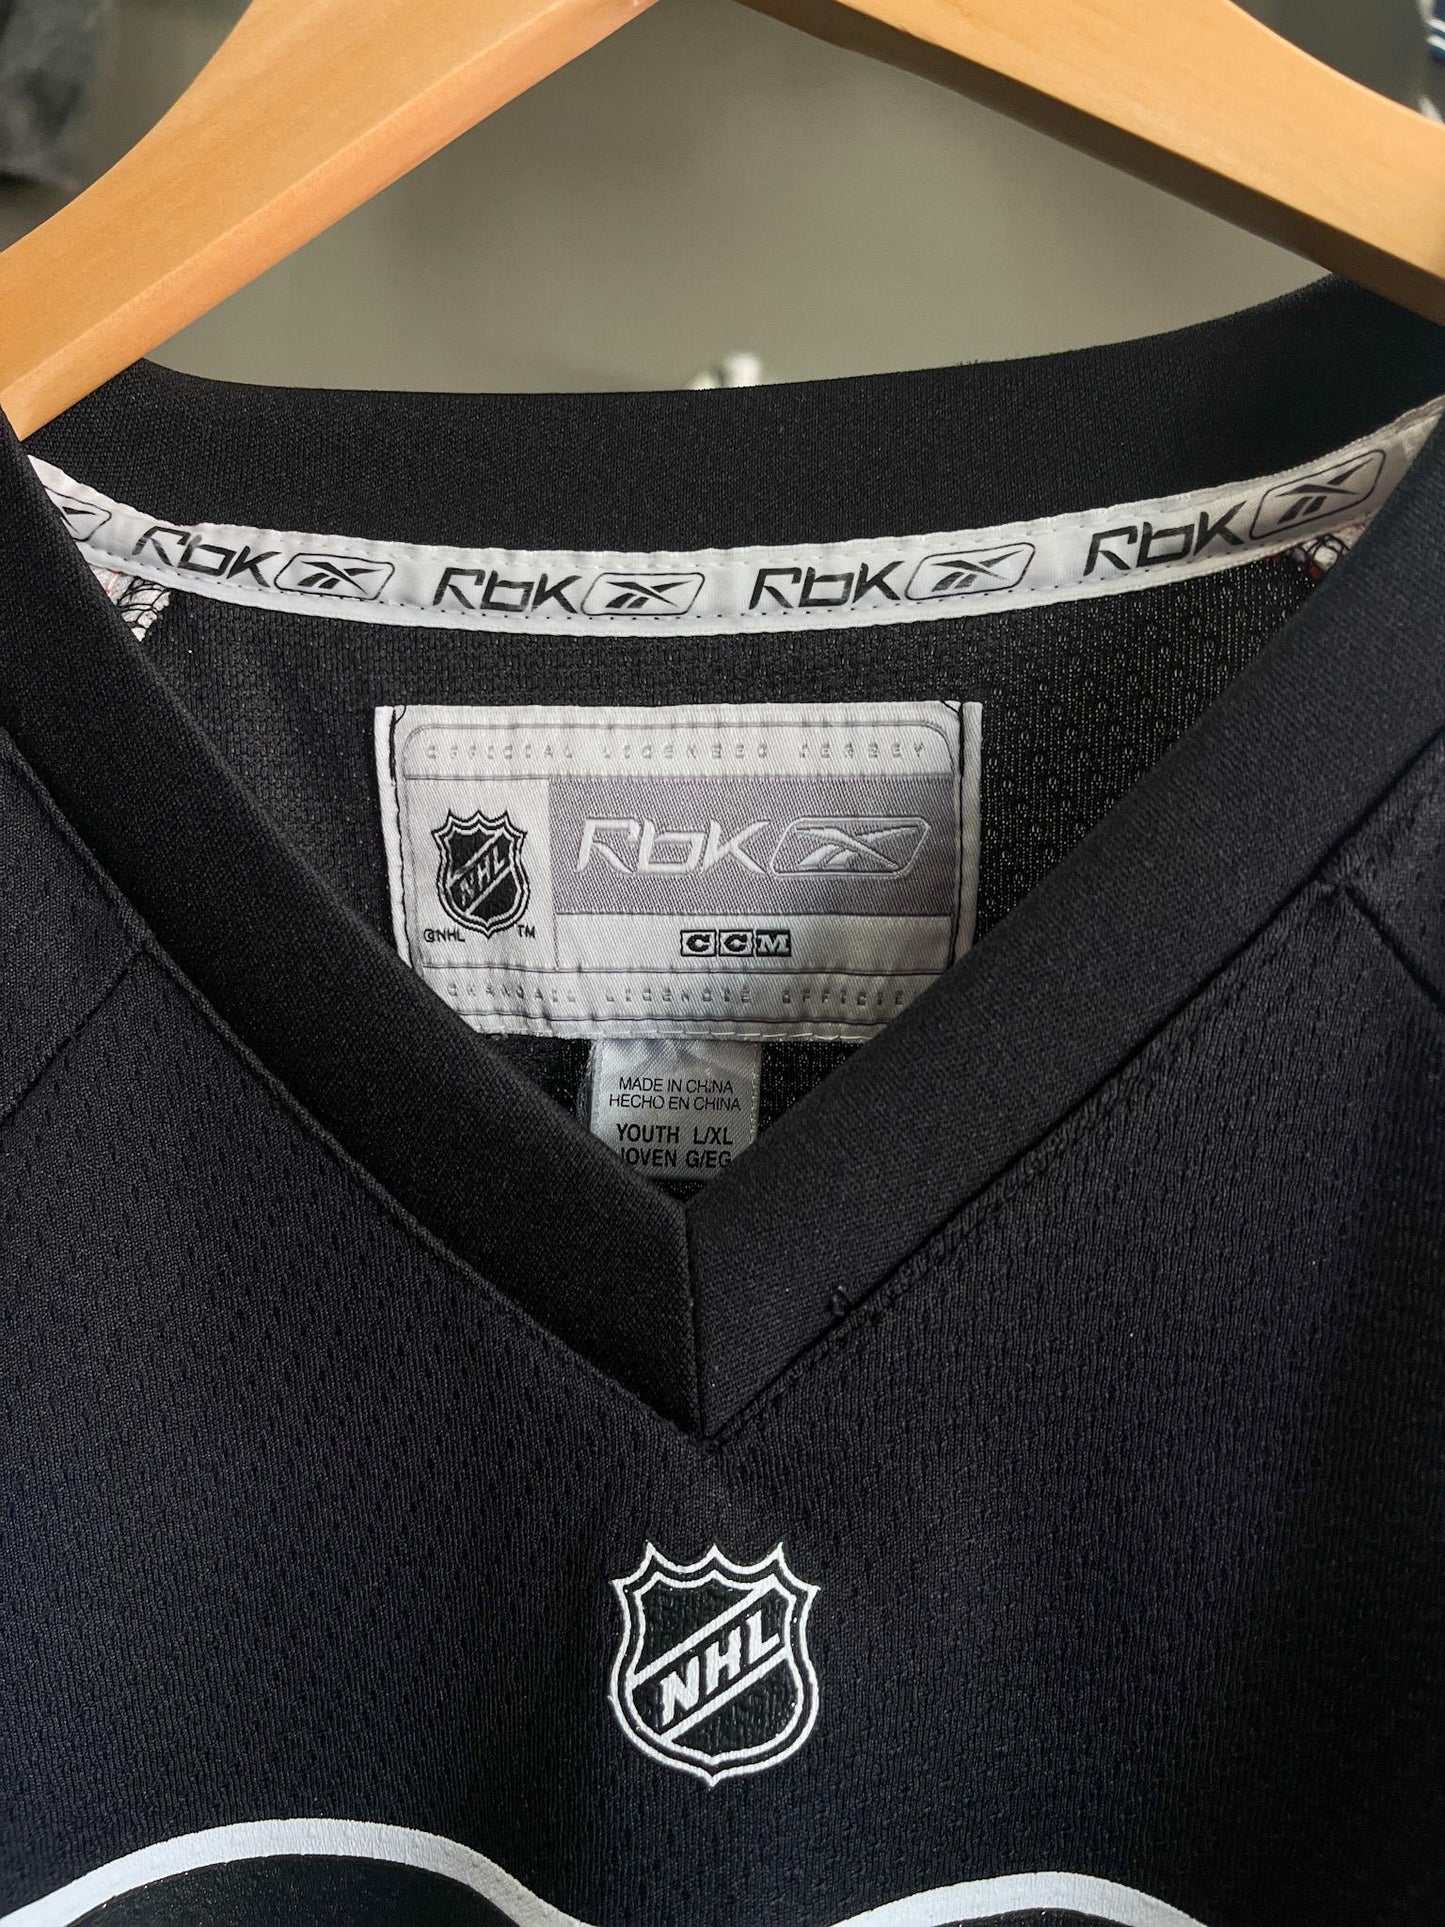 RbK RbK RbK RbK
OFFICIAL LICENSED JERSEY
NHL RbK
©NHL ™ CCM
CHANDAIL LICENCIÉ OFFICIEL
MADE IN CHINA
HECHO EN CHINA
YOUTH L/XL
JOVEN G/EG
NHL